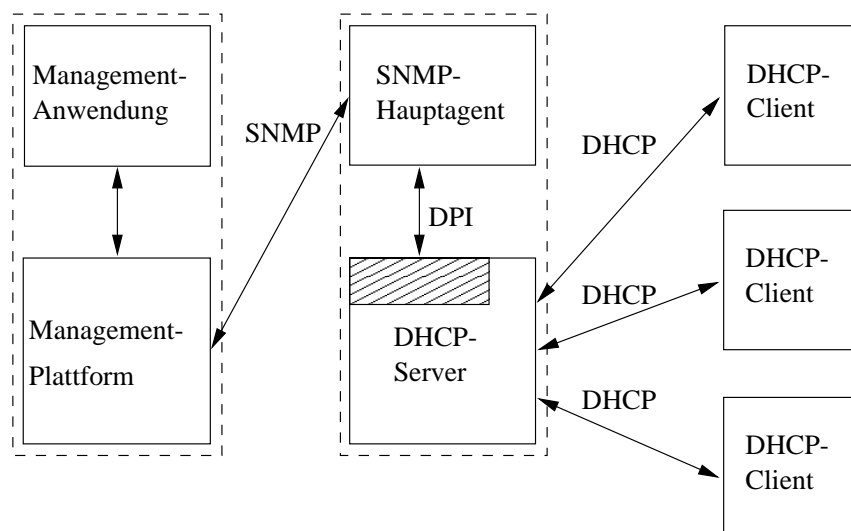 Management-
Anwendung
SNMP
Management-
Plattform
SNMP-
Hauptagent
DPI
DHCP-
Server
DHCP
DHCP
DHCP
DHCP-
Client
DHCP-
Client
DHCP-
Client